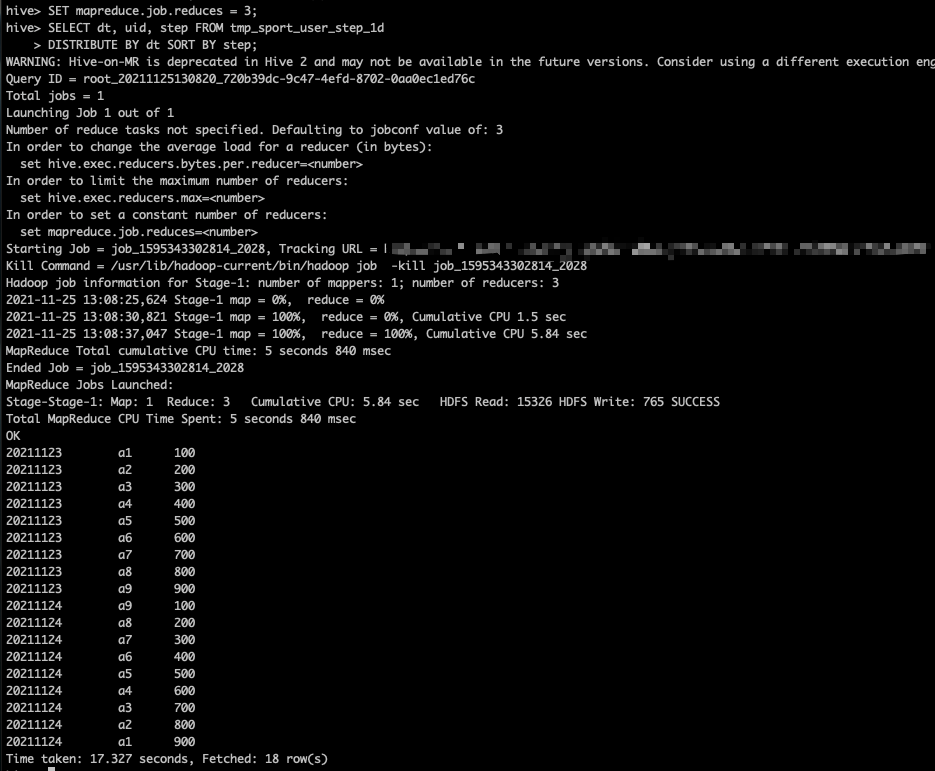 hive> SET mapreduce.job.reduces = 3;
hive> SELECT dt, uid, step FROM tmp_sport_user_step_1d
    > DISTRIBUTE BY dt SORT BY step;
WARNING: Hive-on-MR is deprecated in Hive 2 and may not be available in the future versions. Consider using a different execution eng
Query ID = root_20211125130820_720b39dc-9c47-4efd-8702-0aa0ec1ed76c
Total jobs = 1
Launching Job 1 out of 1
Number of reduce tasks not specified. Defaulting to jobconf value of: 3
In order to change the average load for a reducer (in bytes):
  set hive.exec.reducers.bytes.per.reducer=<number>
In order to limit the maximum number of reducers:
  set hive.exec.reducers.max=<number>
In order to set a constant number of reducers:
  set mapreduce.job.reduces=<number>
Starting Job = job_1595343302814_2028, Tracking URL =
Kill Command = /usr/lib/hadoop-current/bin/hadoop job  -kill job_1595343302814_2028
Hadoop job information for Stage-1: number of mappers: 1; number of reducers: 3
2021-11-25 13:08:25,624 Stage-1 map = 0%,  reduce = 0%
2021-11-25 13:08:30,821 Stage-1 map = 100%,  reduce = 0%, Cumulative CPU 1.5 sec
2021-11-25 13:08:37,047 Stage-1 map = 100%,  reduce = 100%, Cumulative CPU 5.84 sec
MapReduce Total cumulative CPU time: 5 seconds 840 msec
Ended Job = job_1595343302814_2028
MapReduce Jobs Launched:
Stage-Stage-1: Map: 1  Reduce: 3   Cumulative CPU: 5.84 sec   HDFS Read: 15326 HDFS Write: 765 SUCCESS
Total MapReduce CPU Time Spent: 5 seconds 840 msec
OK
20211123	a1	100
20211123	a2	200
20211123	a3	300
20211123	a4	400
20211123	a5	500
20211123	a6	600
20211123	a7	700
20211123	a8	800
20211123	a9	900
20211124	a9	100
20211124	a8	200
20211124	a7	300
20211124	a6	400
20211124	a5	500
20211124	a4	600
20211124	a3	700
20211124	a2	800
20211124	a1	900
Time taken: 17.327 seconds, Fetched: 18 row(s)